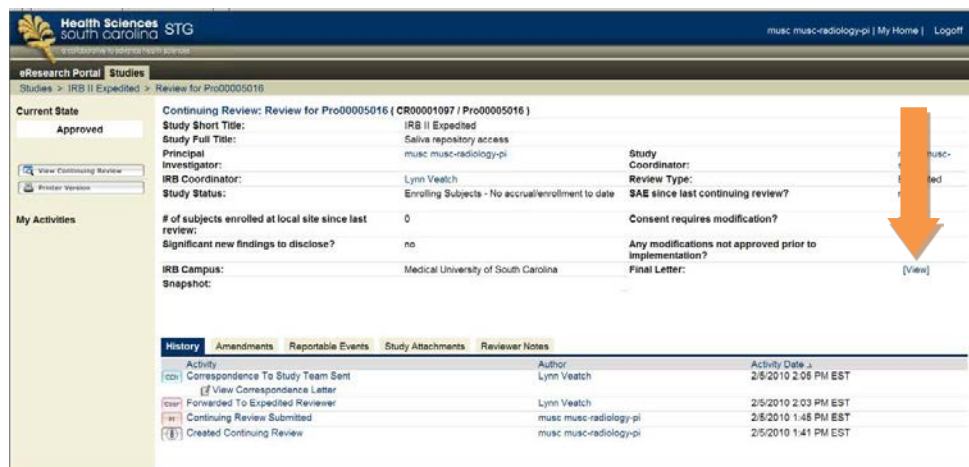 Health Sciences
south carolina STG
musc musc-radiology-pi | My Home | Logoff
a collaborative to advance health sciences
eResearch Portal Studies
Studies > IRB II Expedited > Review for Pro00005016
Current State
Approved
View Continuing Review
Printer Version
My Activities
Continuing Review: Review for Pro00005016 ( CR00001097 / Pro00005016 )
Study Short Title: IRB II Expedited
Study Full Title: Saliva repository access
Principal Investigator: musc musc-radiology-pi Study Coordinator:
IRB Coordinator: Lynn Veatch Review Type:
Study Status: Enrolling Subjects - No accrual/enrollment to date SAE since last continuing review?
# of subjects enrolled at local site since last review: 0 Consent requires modification?
Significant new findings to disclose? no Any modifications not approved prior to implementation?
IRB Campus: Medical University of South Carolina Final Letter: [View]
Snapshot:
History Amendments Reportable Events Study Attachments Reviewer Notes
Activity Author Activity Date
Correspondence To Study Team Sent Lynn Veatch 2/5/2010 2:06 PM EST
View Correspondence Letter
Forwarded To Expedited Reviewer Lynn Veatch 2/5/2010 2:03 PM EST
Continuing Review Submitted musc musc-radiology-pi 2/5/2010 1:45 PM EST
Created Continuing Review musc musc-radiology-pi 2/5/2010 1:41 PM EST